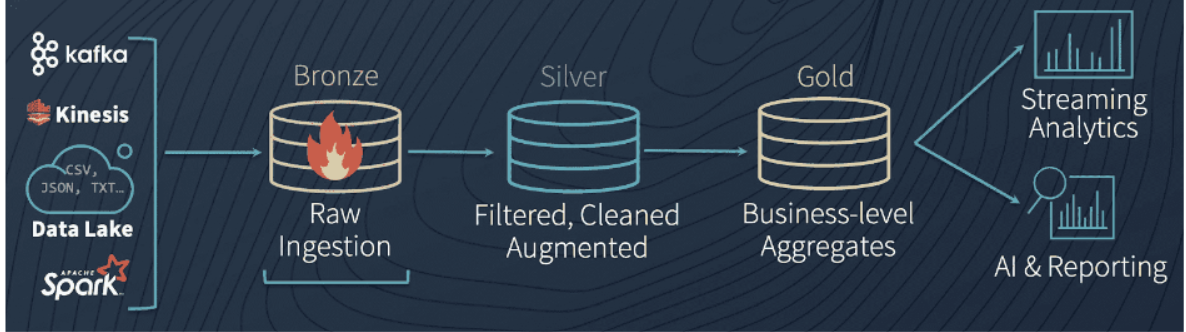 kafka
Kinesis
CSV,
JSON, TXT...
Data Lake
APACHE
Spark™
Bronze
Raw
Ingestion
Silver
Filtered, Cleaned
Augmented
Gold
Business-level
Aggregates
Streaming
Analytics
AI & Reporting